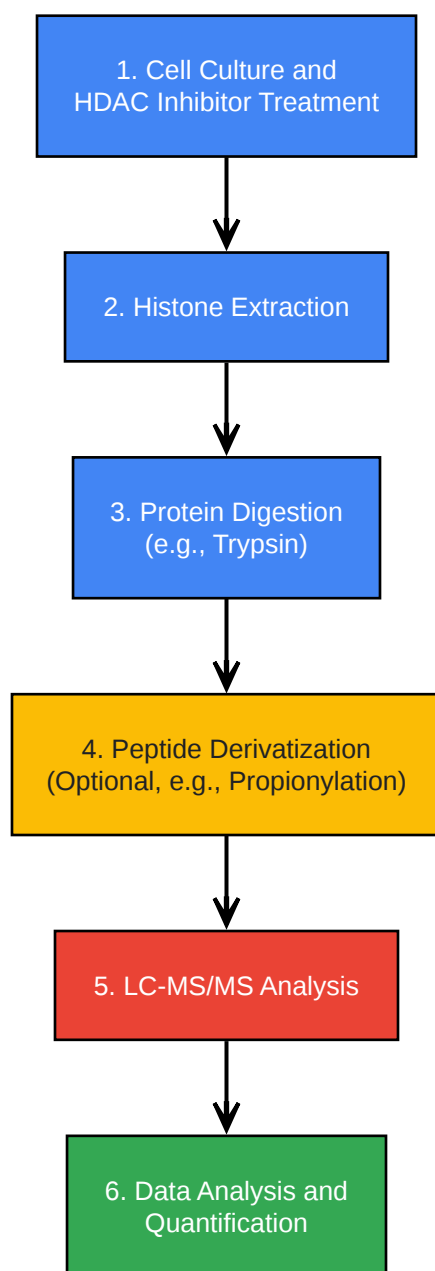 1. Cell Culture and
HDAC Inhibitor Treatment
2. Histone Extraction
3. Protein Digestion
(e.g., Trypsin)
4. Peptide Derivatization
(Optional, e.g., Propionylation)
5. LC-MS/MS Analysis
6. Data Analysis and
Quantification